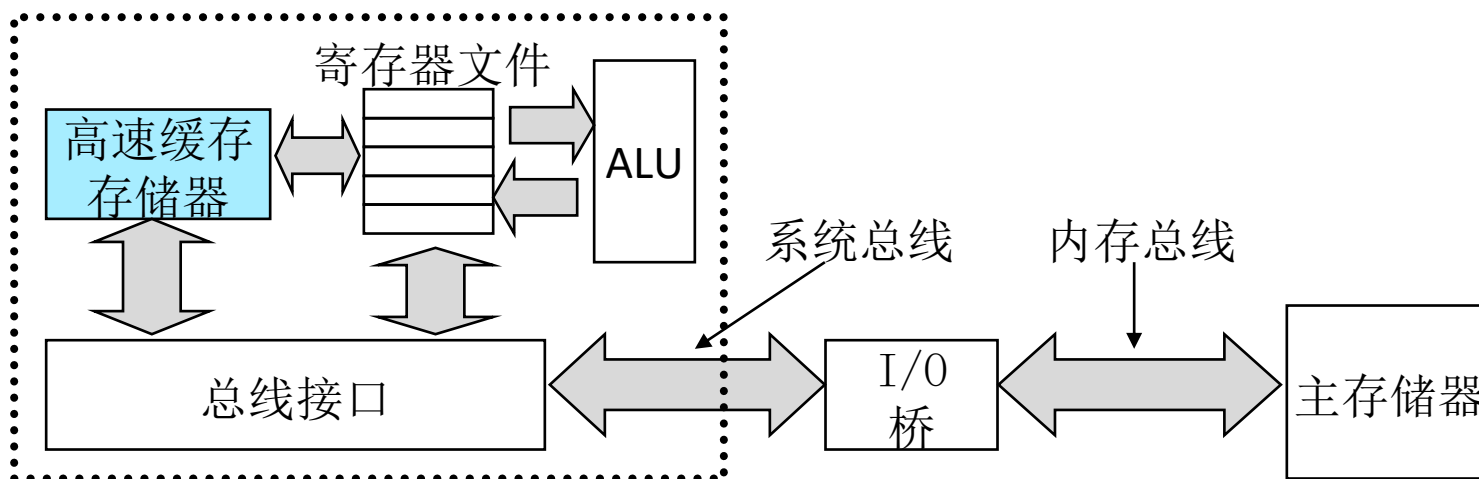 寄存器文件
高速缓存
存储器
ALU
系统总线
内存总线
总线接口
I/O
桥
主存储器